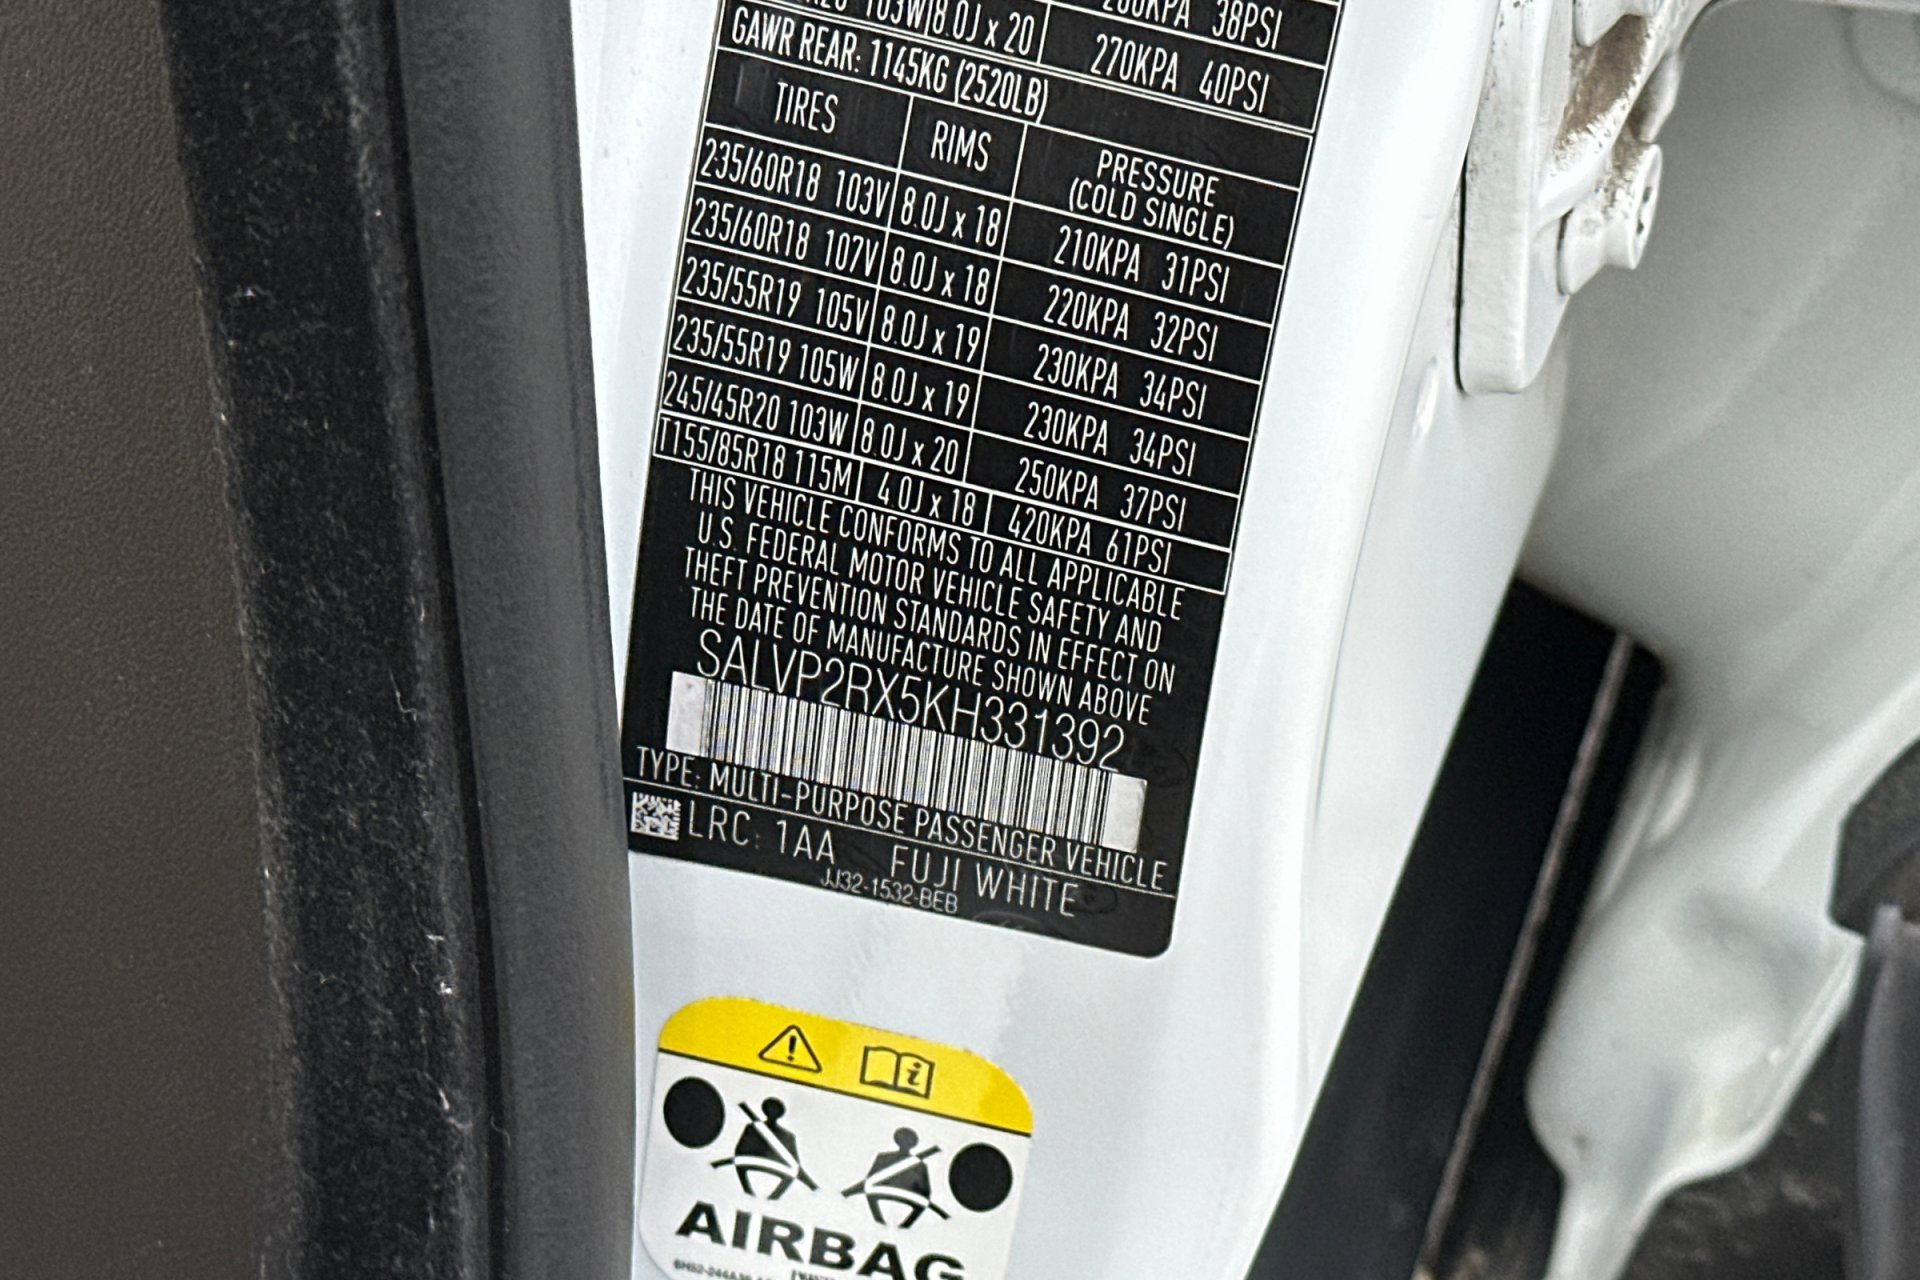 103W 8.0J x 20 270KPA 40PSI
38PSI
GAWR REAR: 1145KG (2520LB)
TIRES RIMS PRESSURE (COLD SINGLE)
235/60R18 103V 8.0J x 18 210KPA 31PSI
235/60R18 107V 8.0J x 18 220KPA 32PSI
235/55R19 105V 8.0J x 19 230KPA 34PSI
235/55R19 105W 8.0J x 19 230KPA 34PSI
245/45R20 103W 8.0J x 20 250KPA 37PSI
T155/85R18 115M 4.0J x 18 420KPA 61PSI
THIS VEHICLE CONFORMS TO ALL APPLICABLE
U.S. FEDERAL MOTOR VEHICLE SAFETY AND
THEFT PREVENTION STANDARDS IN EFFECT ON
THE DATE OF MANUFACTURE SHOWN ABOVE
SALVP2RX5KH331392
TYPE: MULTI-PURPOSE PASSENGER VEHICLE
LRC: 1AA FUJI WHITE
JJ32-1532-BEB
AIRBAG